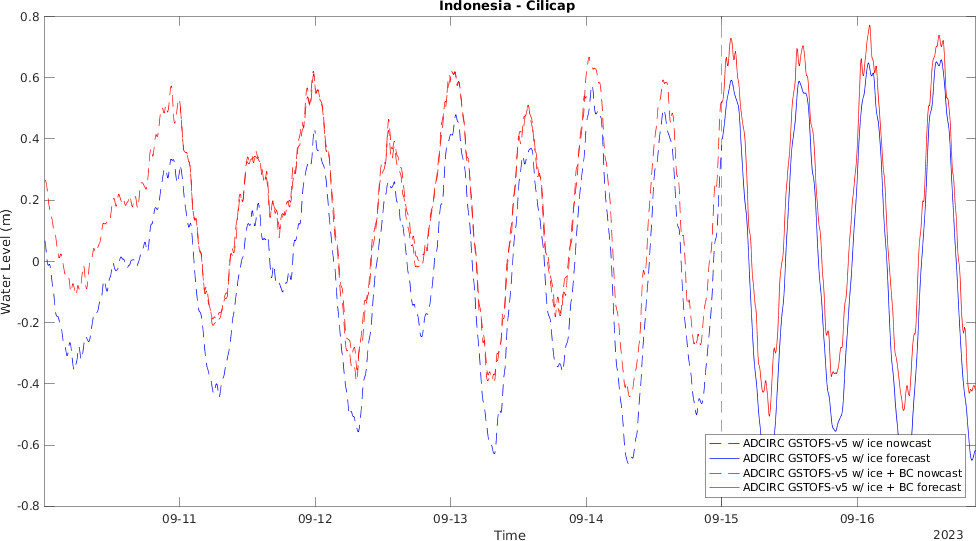 Indonesia - Cilicap
0.8
0.6
0.4
0.2
0
-0.2
-0.4
-0.6
-0.8
Water Level (m)
09-11
09-12
09-13
09-14
09-15
09-16
Time
2023
ADCIRC GSTOFS-v5 w/ ice nowcast
ADCIRC GSTOFS-v5 w/ ice forecast
ADCIRC GSTOFS-v5 w/ ice + BC nowcast
ADCIRC GSTOFS-v5 w/ ice + BC forecast